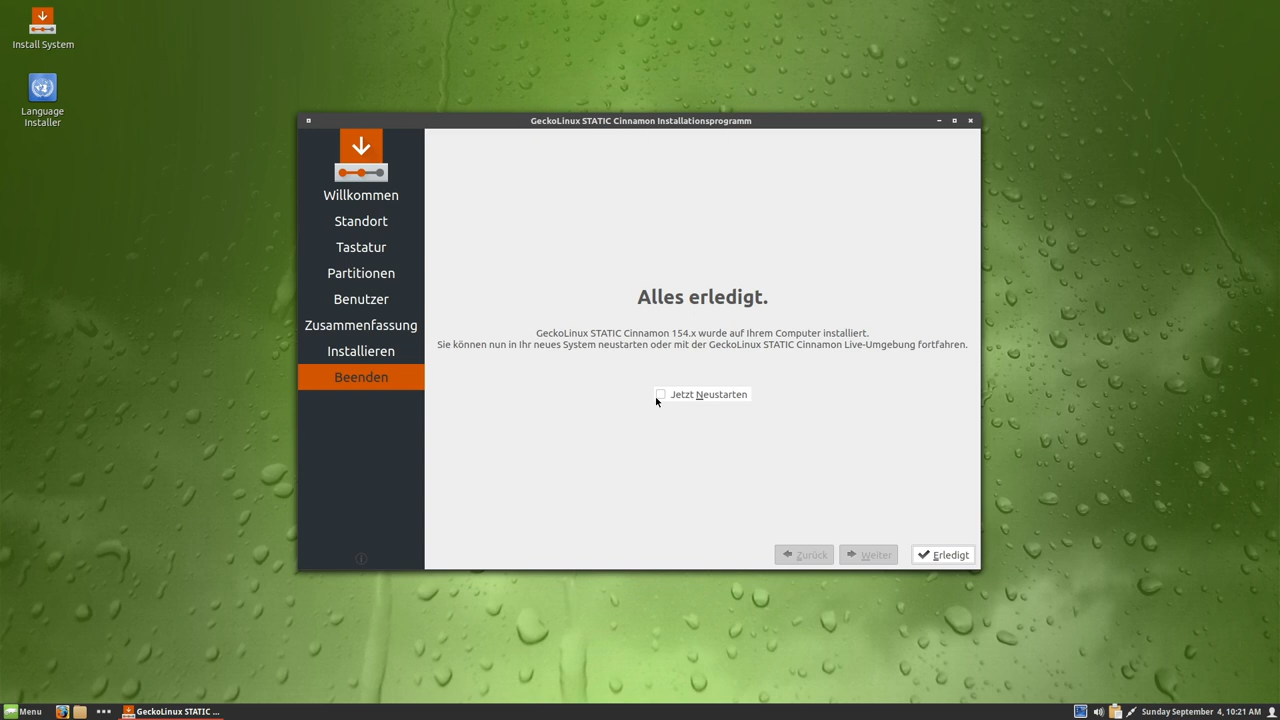 Install System
Language
Installer
GeckoLinux STATIC Cinnamon Installationsprogramm
Willkommen
Standort
Tastatur
Partitionen
Benutzer
Zusammenfassung
Installieren
Beenden
Alles erledigt.
GeckoLinux STATIC Cinnamon 154.x wurde auf Ihrem Computer installiert.
Sie können nun in Ihr neues System neustarten oder mit der GeckoLinux STATIC Cinnamon Live-Umgebung fortfahren.
Jetzt Neustarten
Zurück
Weiter
Erledigt
Menu
GeckoLinux STATIC ...
Sunday September 4, 10:21 AM